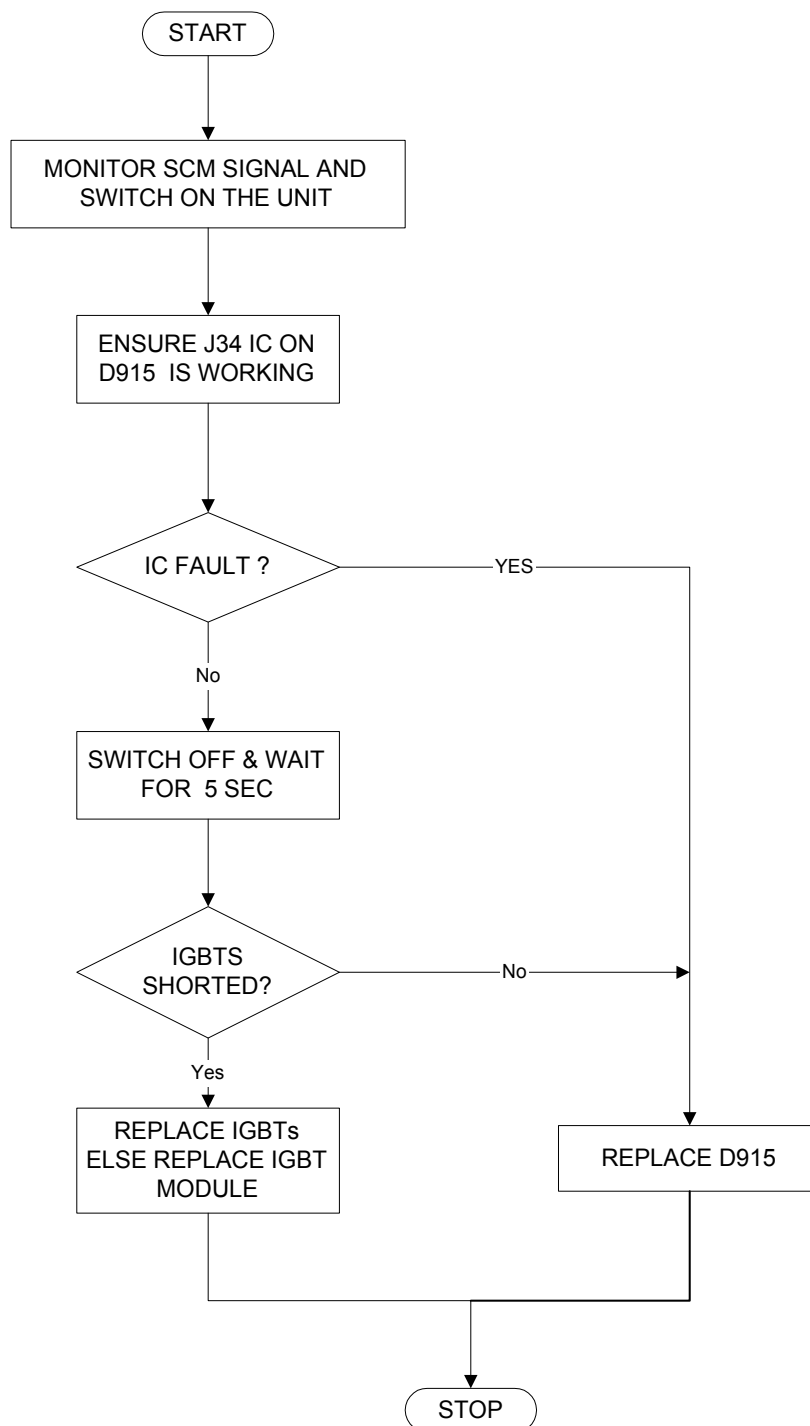 START
MONITOR SCM SIGNAL AND
SWITCH ON THE UNIT
ENSURE J34 IC ON
D915 IS WORKING
IC FAULT ?
YES
No
SWITCH OFF & WAIT
FOR 5 SEC
IGBTS
SHORTED?
No
Yes
REPLACE IGBTs
ELSE REPLACE IGBT
MODULE
REPLACE D915
STOP